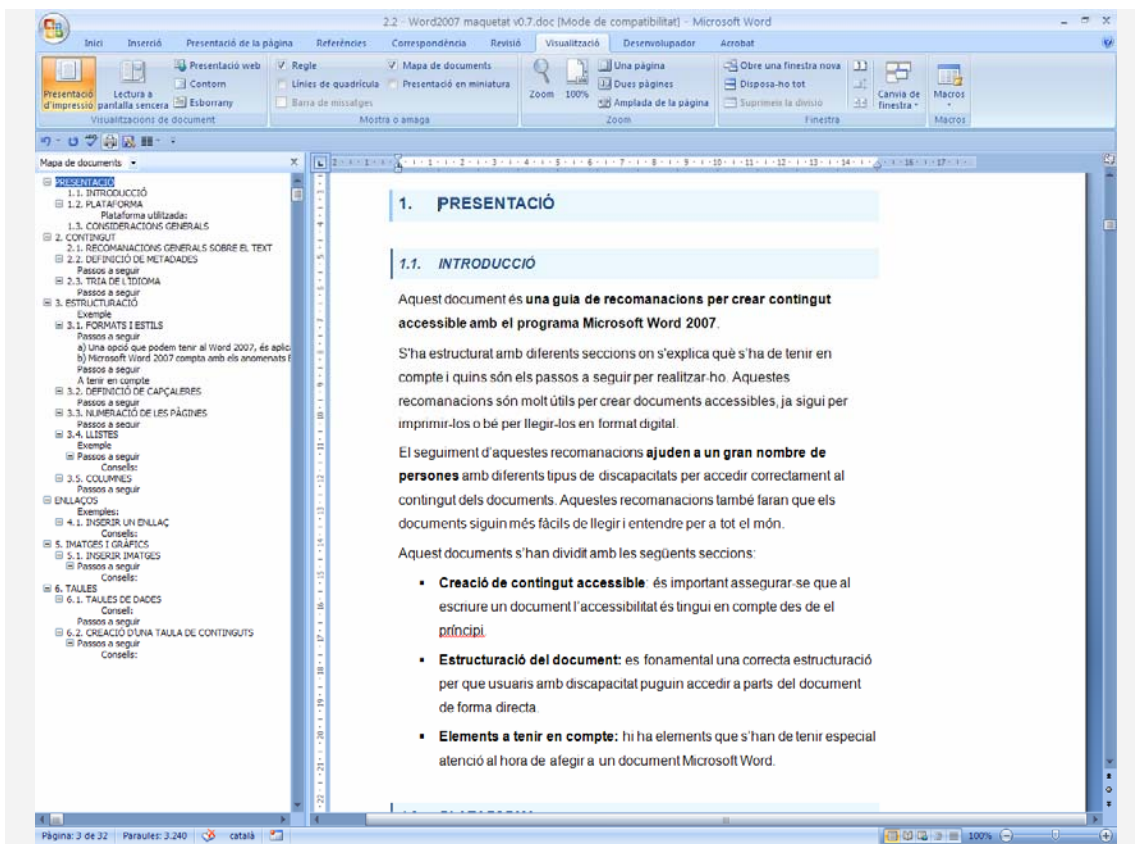 2.2 - Word2007 maquetat v0.7.doc [Mode de compatibilitat] - Microsoft Word
Inici Inserció Presentació de la pàgina Referències Correspondència Revisió Visualització Desenvolupador Acrobat
Presentació d'impressió
Lectura a pantalla sencera
Presentació web
Contorn
Esborrany
Visualitzacions de document
Regle
Línies de quadrícula
Barra de missatges
Mapa de documents
Presentació en miniatura
Mostra o amaga
Zoom
100%
Una pàgina
Dues pàgines
Amplada de la pàgina
Zoom
Obre una finestra nova
Disposa-ho tot
Suprimeix la divisió
Canvia de finestra
Finestra
Macros
Macros
Mapa de documents
PRESENTACIÓ
1.1. INTRODUCCIÓ
1.2. PLATAFORMA
Plataforma utilitzada:
1.3. CONSIDERACIONS GENERALS
2. CONTINGUT
2.1. RECOMANACIONS GENERALS SOBRE EL TEXT
2.2. DEFINICIÓ DE METADADES
Passos a seguir
2.3. TRIA DE L'IDIOMA
Passos a seguir
3. ESTRUCTURACIÓ
Exemple
3.1. FORMATS I ESTILS
Passos a seguir
a) Una opció que podem tenir al Word 2007, és aplic
b) Microsoft Word 2007 compta amb els anomenats E
Passos a seguir
A tenir en compte
3.2. DEFINICIÓ DE CAPÇALERES
Passos a seguir
3.3. NUMERACIÓ DE LES PÀGINES
Passos a seguir
3.4. LLISTES
Exemple
Passos a seguir
Consells:
3.5. COLUMNES
Passos a seguir
ENLLAÇOS
Exemples:
4.1. INSERIR UN ENLLAÇ
Consells:
5. IMATGES I GRÀFICS
5.1. INSERIR IMATGES
Passos a seguir
Consells:
6. TAULES
6.1. TAULES DE DADES
Consell:
Passos a seguir
6.2. CREACIÓ D'UNA TAULA DE CONTINGUTS
Passos a seguir
Consells:
1. PRESENTACIÓ
1.1. INTRODUCCIÓ
Aquest document és una guia de recomanacions per crear contingut
accessible amb el programa Microsoft Word 2007.
S'ha estructurat amb diferents seccions on s'explica què s'ha de tenir en
compte i quins són els passos a seguir per realitzar-ho. Aquestes
recomanacions són molt útils per crear documents accessibles, ja sigui per
imprimir-los o bé per llegir-los en format digital.
El seguiment d'aquestes recomanacions ajuden a un gran nombre de
persones amb diferents tipus de discapacitats per accedir correctament al
contingut dels documents. Aquestes recomanacions també faran que els
documents siguin més fàcils de llegir i entendre per a tot el món.
Aquest documents s'han dividit amb les següents seccions:
▪ Creació de contingut accessible: és important assegurar-se que al
escriure un document l'accessibilitat és tingui en compte des de el
príncipi.
▪ Estructuració del document: es fonamental una correcta estructuració
per que usuaris amb discapacitat puguin accedir a parts del document
de forma directa.
▪ Elements a tenir en compte: hi ha elements que s'han de tenir especial
atenció al hora de afegir a un document Microsoft Word.
Pàgina: 3 de 32 Paraules: 3.240 català 100%